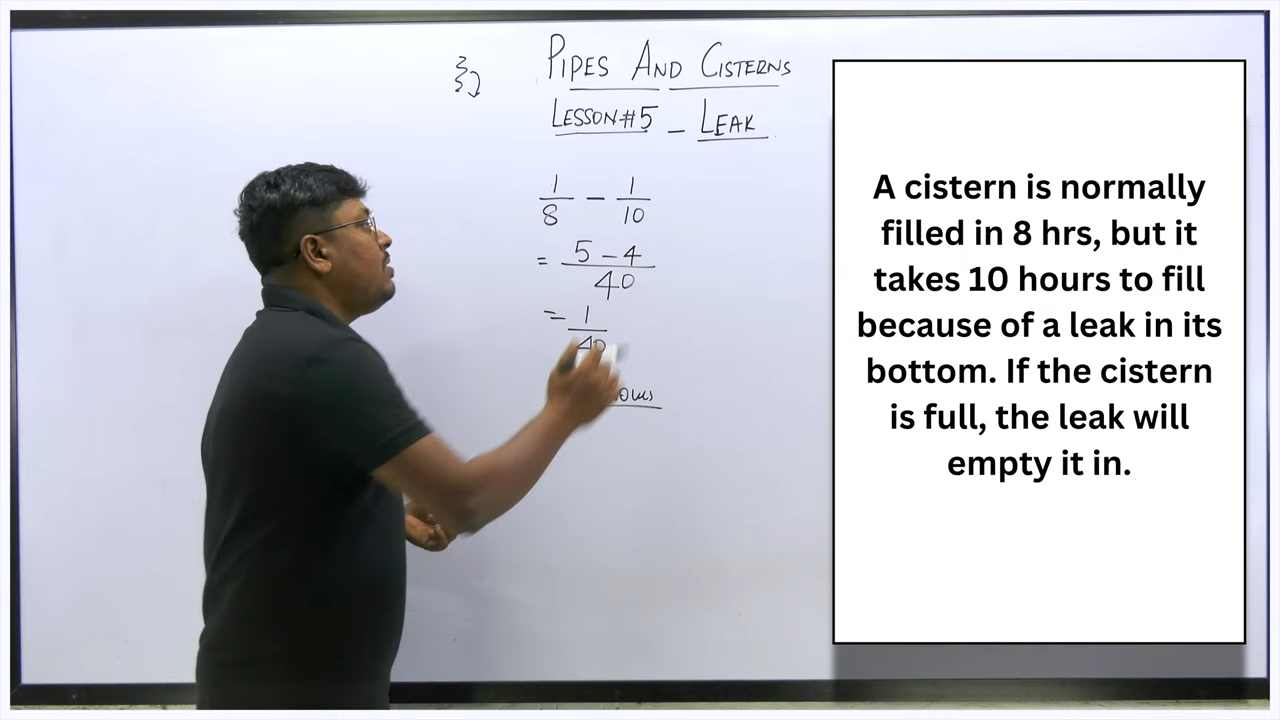 3)
PIPES AND CISTERNS
LESSON#5 - LEAK
1/8 - 1/10
= 5 - 4 / 40
= 1/40
A cistern is normally
filled in 8 hrs, but it
takes 10 hours to fill
because of a leak in its
bottom. If the cistern
is full, the leak will
empty it in.